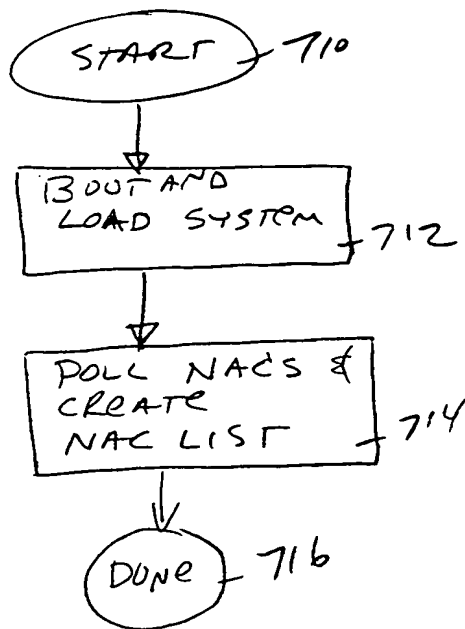 START 710
BOOT AND
LOAD SYSTEM
712
POLL NACS &
CREATE
NAC LIST
714
DONE 716